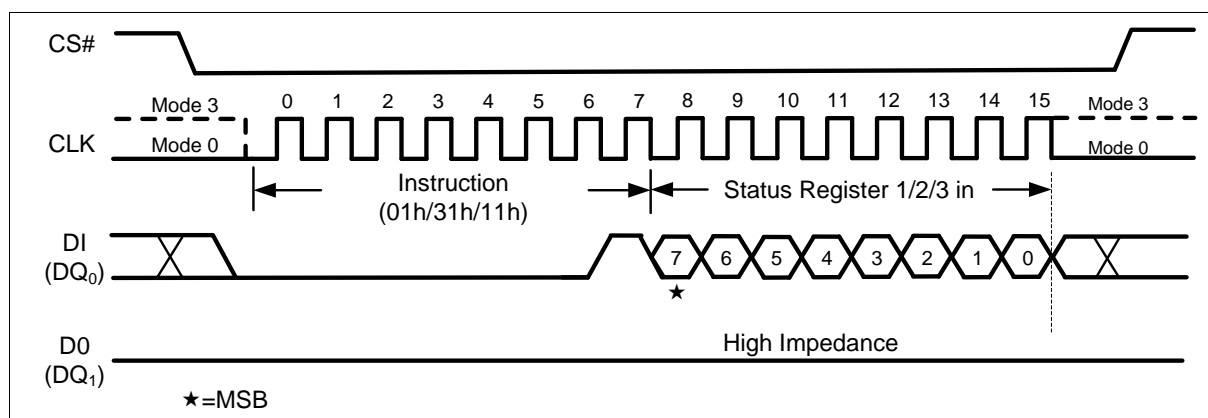 CS#
Mode 3 0 1 2 3 4 5 6 7 8 9 10 11 12 13 14 15 Mode 3
CLK Mode 0 Mode 0
Instruction Status Register 1/2/3 in
(01h/31h/11h)
DI
(DQ₀) 7 6 5 4 3 2 1 0
★
D0 High Impedance
(DQ₁)
★=MSB